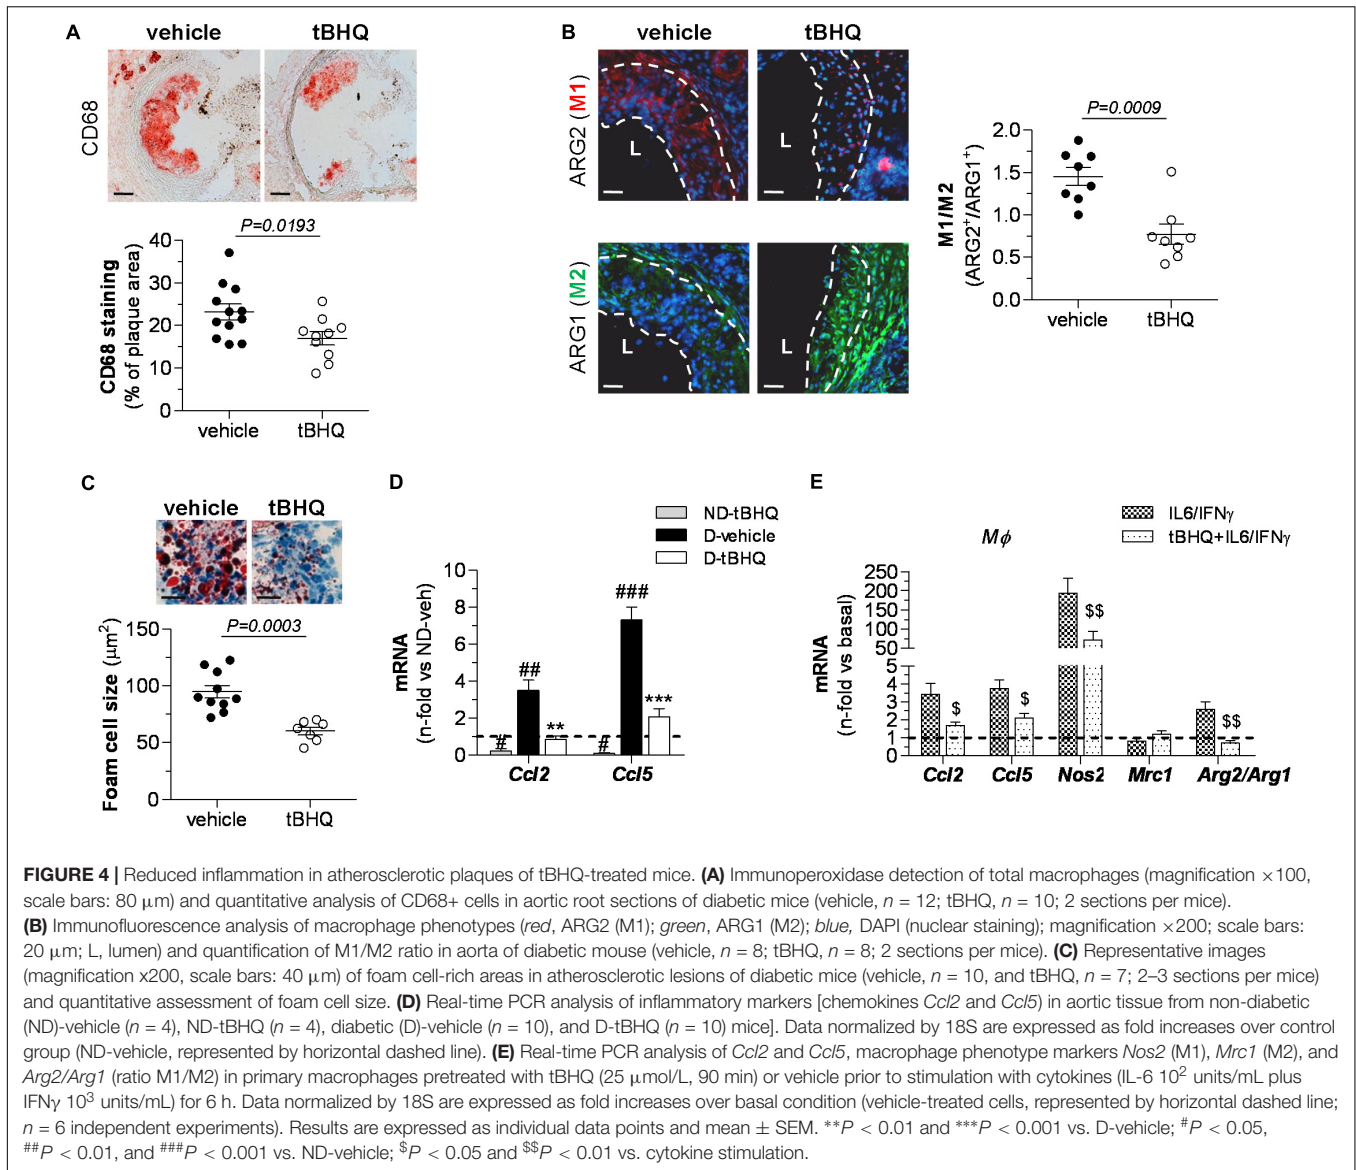 A
vehicle
tBHQ
CD68
P=0.0193
40
30
20
10
0
CD68 staining
(% of plaque area)
vehicle
tBHQ
B
vehicle
tBHQ
ARG2 (M1)
L
L
ARG1 (M2)
L
L
P=0.0009
2.0
1.5
1.0
0.5
0.0
M1/M2
(ARG2+/ARG1+)
vehicle
tBHQ
C
vehicle
tBHQ
P=0.0003
150
100
50
0
Foam cell size (μm2)
vehicle
tBHQ
D
ND-tBHQ
D-vehicle
D-tBHQ
10
8
6
4
2
0
mRNA
(n-fold vs ND-veh)
#
##
**
#
###
***
Ccl2
Ccl5
E
Mϕ
IL6/IFNγ
tBHQ+IL6/IFNγ
250
200
150
100
50
5
4
3
2
1
0
mRNA
(n-fold vs basal)
$
$
$$
$$
Ccl2
Ccl5
Nos2
Mrc1
Arg2/Arg1
FIGURE 4 | Reduced inflammation in atherosclerotic plaques of tBHQ-treated mice. (A) Immunoperoxidase detection of total macrophages (magnification ×100,
scale bars: 80 μm) and quantitative analysis of CD68+ cells in aortic root sections of diabetic mice (vehicle, n = 12; tBHQ, n = 10; 2 sections per mice).
(B) Immunofluorescence analysis of macrophage phenotypes (red, ARG2 (M1); green, ARG1 (M2); blue, DAPI (nuclear staining); magnification ×200; scale bars:
20 μm; L, lumen) and quantification of M1/M2 ratio in aorta of diabetic mouse (vehicle, n = 8; tBHQ, n = 8; 2 sections per mice). (C) Representative images
(magnification x200, scale bars: 40 μm) of foam cell-rich areas in atherosclerotic lesions of diabetic mice (vehicle, n = 10, and tBHQ, n = 7; 2–3 sections per mice)
and quantitative assessment of foam cell size. (D) Real-time PCR analysis of inflammatory markers [chemokines Ccl2 and Ccl5) in aortic tissue from non-diabetic
(ND)-vehicle (n = 4), ND-tBHQ (n = 4), diabetic (D)-vehicle (n = 10), and D-tBHQ (n = 10) mice]. Data normalized by 18S are expressed as fold increases over control
group (ND-vehicle, represented by horizontal dashed line). (E) Real-time PCR analysis of Ccl2 and Ccl5, macrophage phenotype markers Nos2 (M1), Mrc1 (M2), and
Arg2/Arg1 (ratio M1/M2) in primary macrophages pretreated with tBHQ (25 μmol/L, 90 min) or vehicle prior to stimulation with cytokines (IL-6 10² units/mL plus
IFNγ 10³ units/mL) for 6 h. Data normalized by 18S are expressed as fold increases over basal condition (vehicle-treated cells, represented by horizontal dashed line;
n = 6 independent experiments). Results are expressed as individual data points and mean ± SEM. **P < 0.01 and ***P < 0.001 vs. D-vehicle; #P < 0.05,
##P < 0.01, and ###P < 0.001 vs. ND-vehicle; $P < 0.05 and $$P < 0.01 vs. cytokine stimulation.